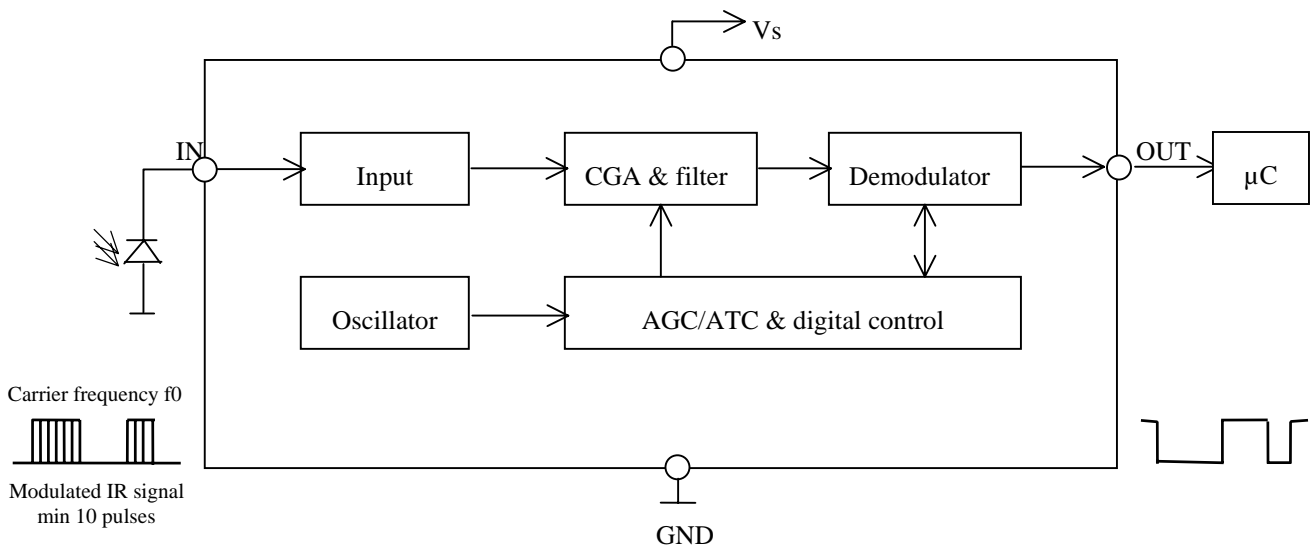 Vs
IN
Input
CGA & filter
Demodulator
OUT
µC
Oscillator
AGC/ATC & digital control
Carrier frequency f0
Modulated IR signal
min 10 pulses
GND